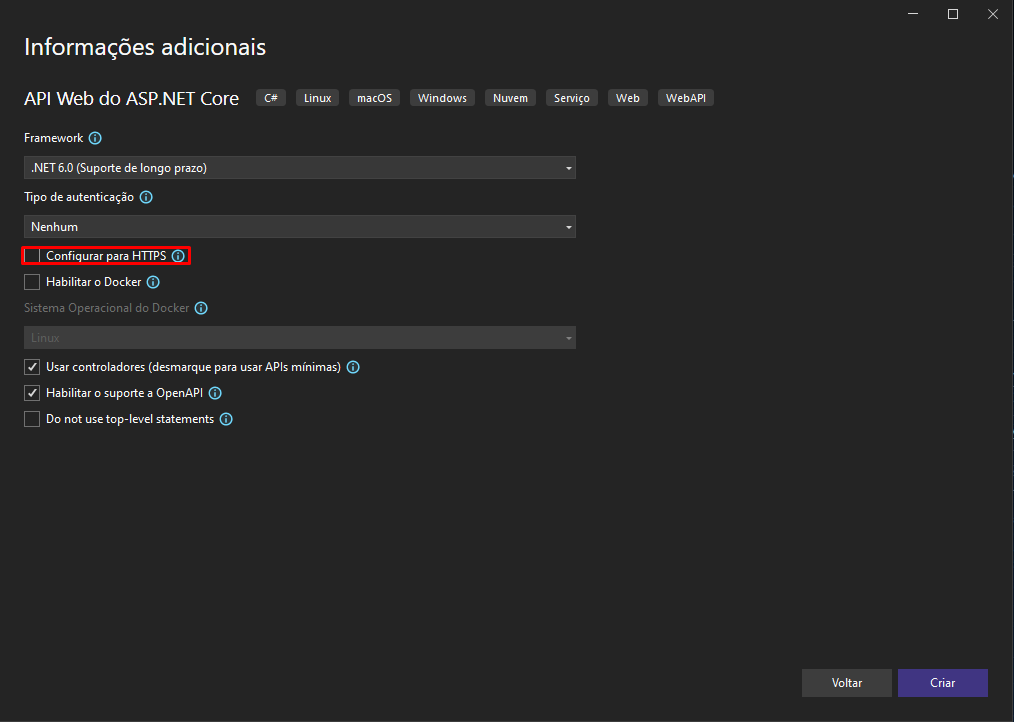 Informações adicionais
API Web do ASP.NET Core C# Linux macOS Windows Nuvem Serviço Web WebAPI
Framework
.NET 6.0 (Suporte de longo prazo)
Tipo de autenticação
Nenhum
Configurar para HTTPS
Habilitar o Docker
Sistema Operacional do Docker
Linux
Usar controladores (desmarque para usar APIs mínimas)
Habilitar o suporte a OpenAPI
Do not use top-level statements
Voltar Criar